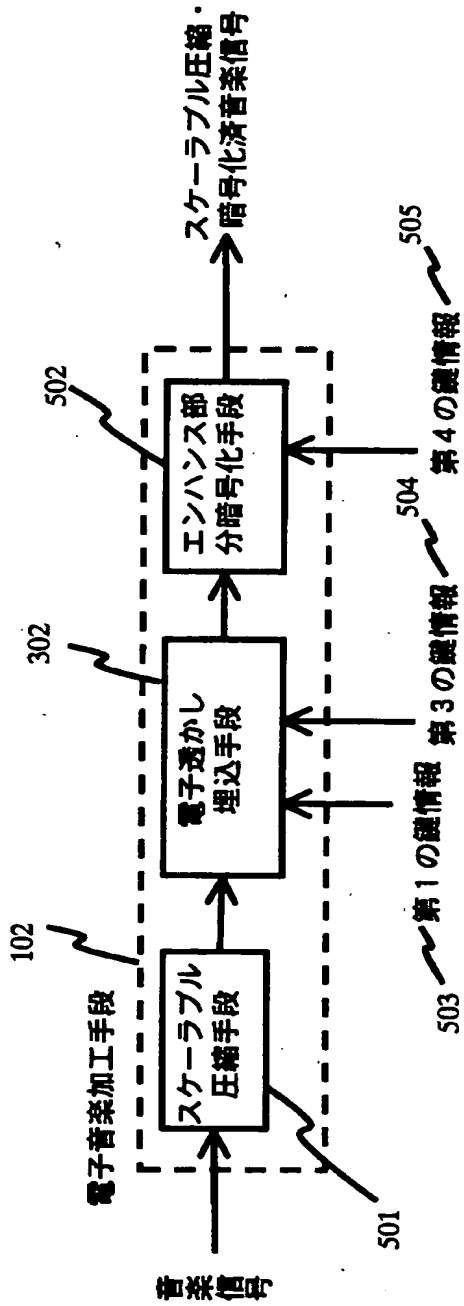 電子音楽加工手段
102
音楽信号
スケーラブル
圧縮手段
501
電子透かし
埋込手段
302
エンハンス部
分暗号化手段
502
スケーラブル圧縮・
暗号化済音楽信号
503
第1の鍵情報
第3の鍵情報
504
第4の鍵情報
505